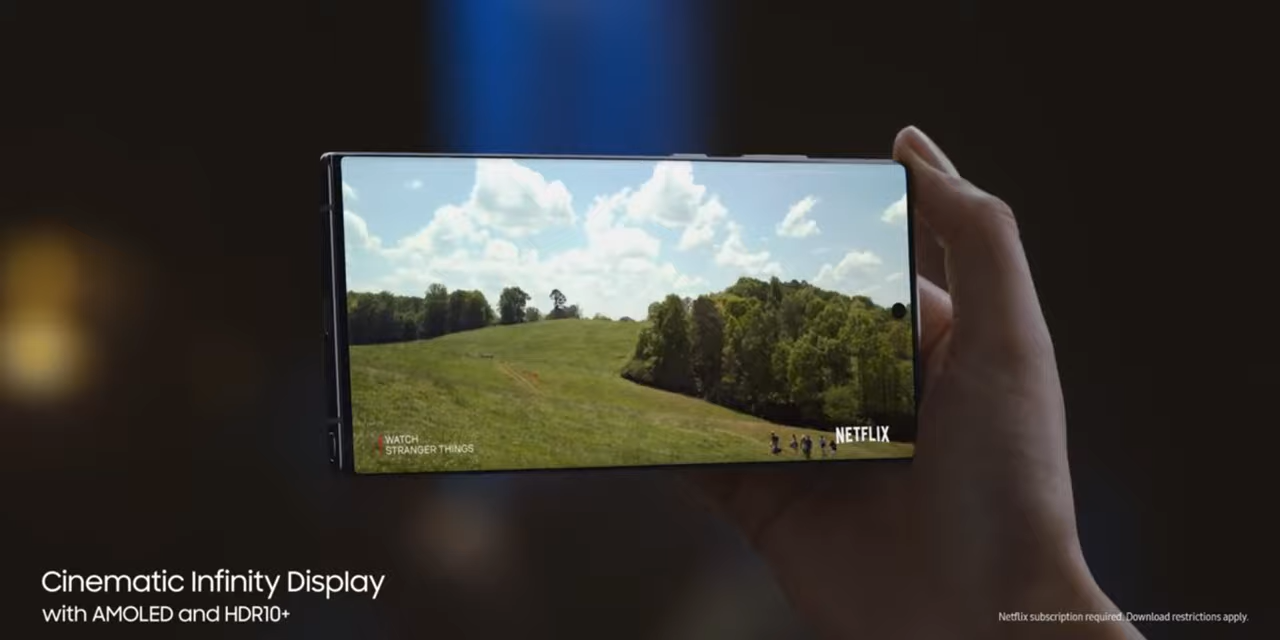 WATCH
STRANGER THINGS
NETFLIX
Cinematic Infinity Display
with AMOLED and HDR10+
Netflix subscription required. Download restrictions apply.